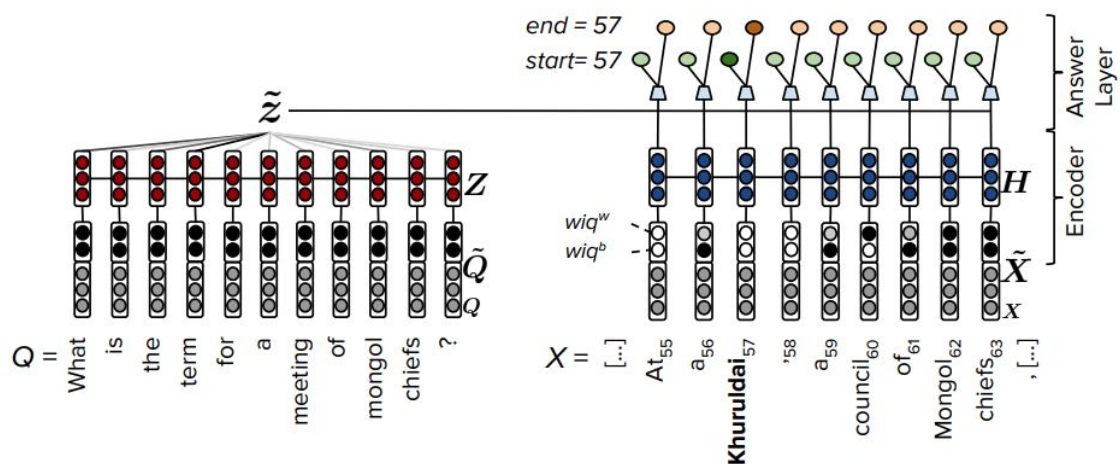 end = 57
start= 57
Answer Layer
z̃
Z
H
Encoder
wiq^w
wiq^b
Q̃
X̃
Q
X
Q = What is the term for a meeting of mongol chiefs ?
X = [...] At₅₅ a₅₆ Khuruldai₅₇ ,₅₈ a₅₉ council₆₀ of₆₁ Mongol₆₂ chiefs₆₃ , [...]